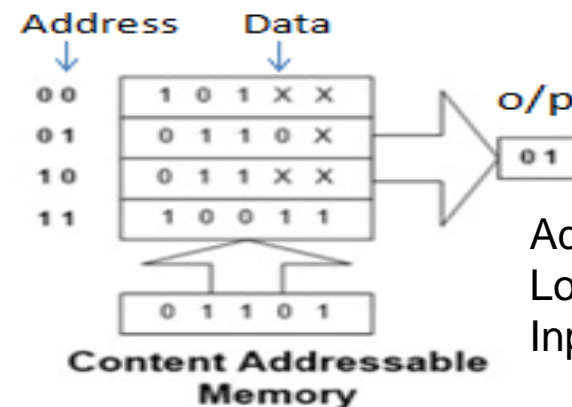 Address Data
00 1 0 1 X X
o/p
01 0 1 1 0 X
01
10 0 1 1 X X
11 1 0 0 1 1
0 1 1 0 1
Content Addressable
Memory